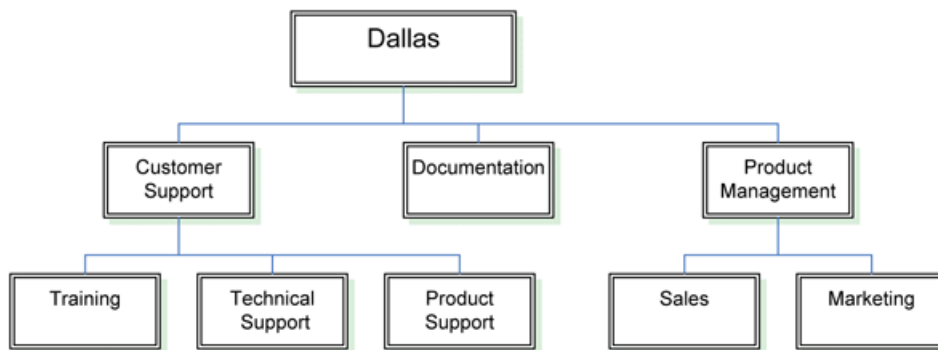 Dallas
Customer
Support
Documentation
Product
Management
Training
Technical
Support
Product
Support
Sales
Marketing